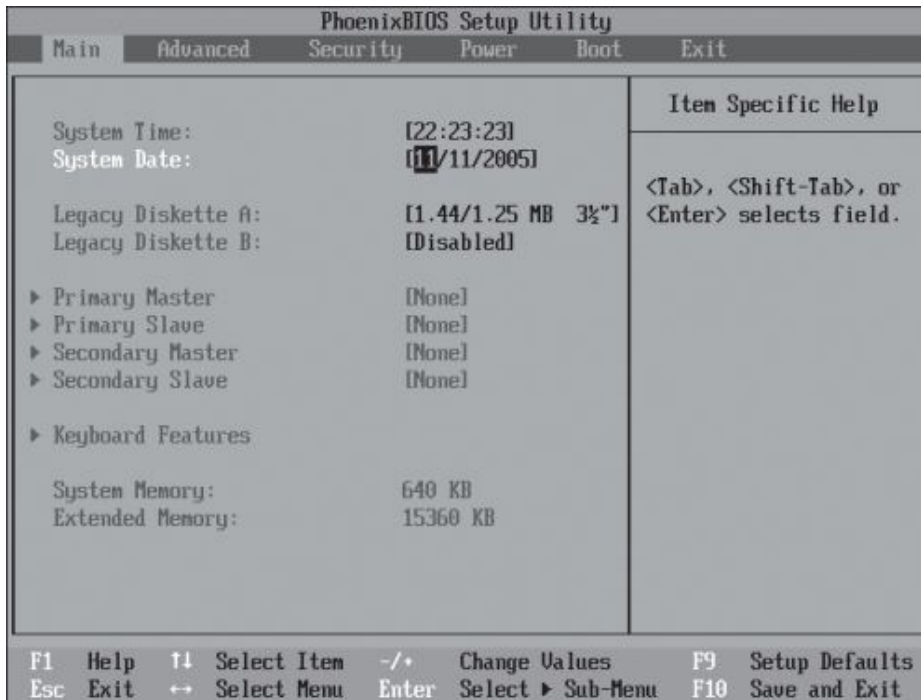 PhoenixBIOS Setup Utility
Main Advanced Security Power Boot Exit
Item Specific Help
System Time: [22:23:23]
System Date: [11/11/2005]
<Tab>, <Shift-Tab>, or
<Enter> selects field.
Legacy Diskette A: [1.44/1.25 MB 3½"]
Legacy Diskette B: [Disabled]
▶ Primary Master [None]
▶ Primary Slave [None]
▶ Secondary Master [None]
▶ Secondary Slave [None]
▶ Keyboard Features
System Memory: 640 KB
Extended Memory: 15360 KB
F1 Help ↑↓ Select Item -/+ Change Values F9 Setup Defaults
Esc Exit ↔ Select Menu Enter Select ▶ Sub-Menu F10 Save and Exit